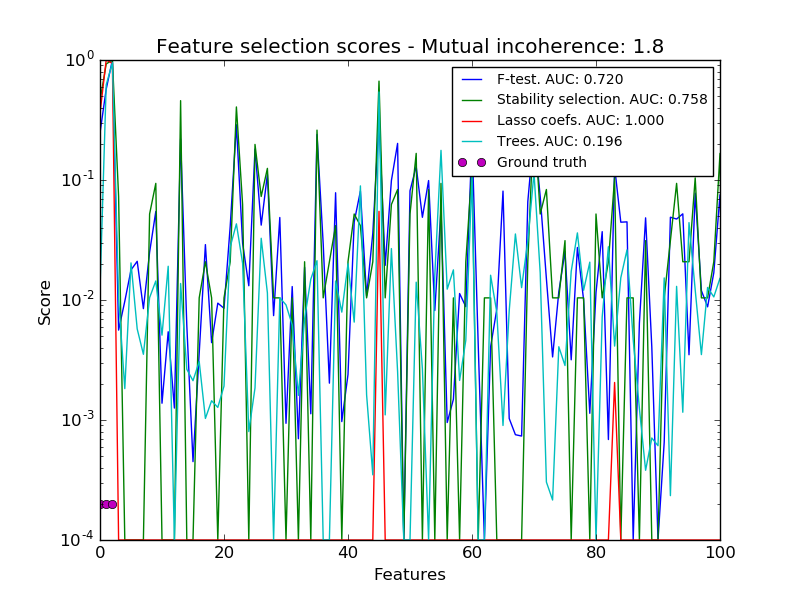 Feature selection scores - Mutual incoherence: 1.8
F-test. AUC: 0.720
Stability selection. AUC: 0.758
Lasso coefs. AUC: 1.000
Trees. AUC: 0.196
Ground truth
Score
10^0
10^-1
10^-2
10^-3
10^-4
0 20 40 60 80 100
Features